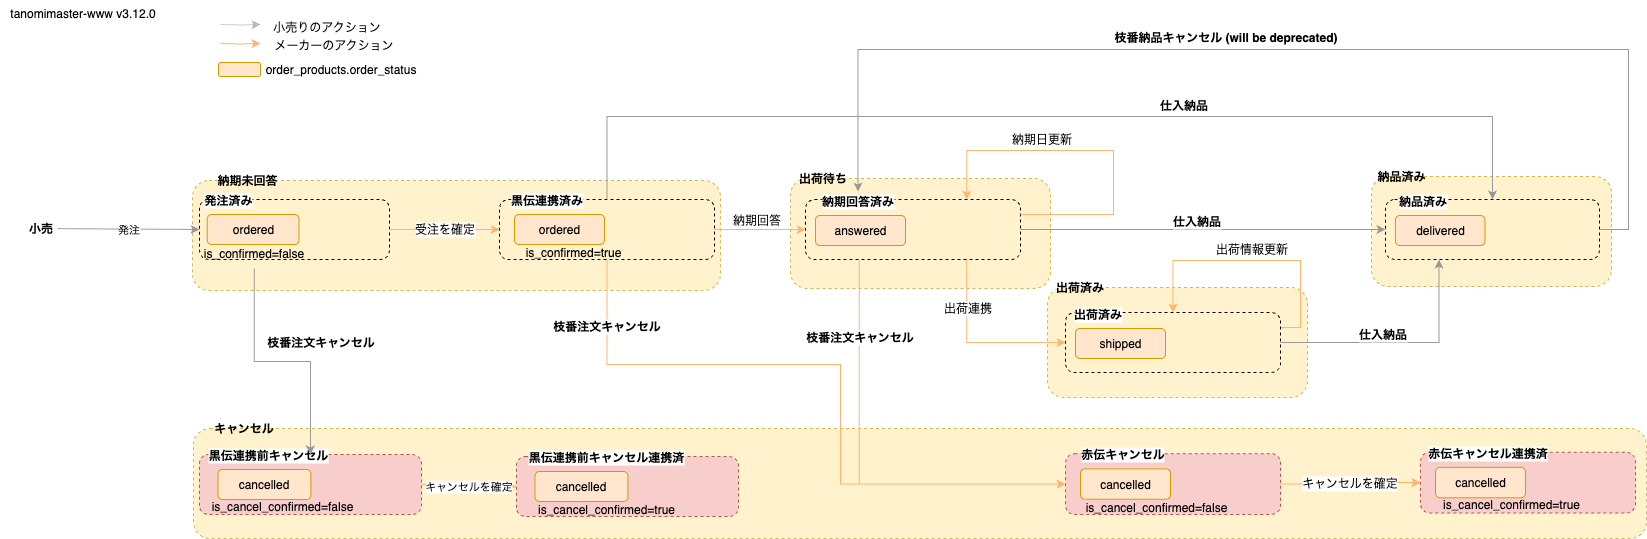 tanomimaster-www v3.12.0
小売りのアクション
メーカーのアクション
order_products.order_status
枝番納品キャンセル (will be deprecated)
仕入納品
納期日更新
納期未回答
出荷待ち
納品済み
発注済み
黒伝連携済み
納期回答済み
納品済み
小売
発注
ordered
受注を確定
ordered
納期回答
answered
仕入納品
delivered
is_confirmed=false
is_confirmed=true
出荷情報更新
出荷済み
出荷連携
出荷済み
枝番注文キャンセル
枝番注文キャンセル
枝番注文キャンセル
shipped
仕入納品
キャンセル
黒伝連携前キャンセル
黒伝連携前キャンセル連携済
赤伝キャンセル
赤伝キャンセル連携済
cancelled
キャンセルを確定
cancelled
cancelled
キャンセルを確定
cancelled
is_cancel_confirmed=false
is_cancel_confirmed=true
is_cancel_confirmed=false
is_cancel_confirmed=true